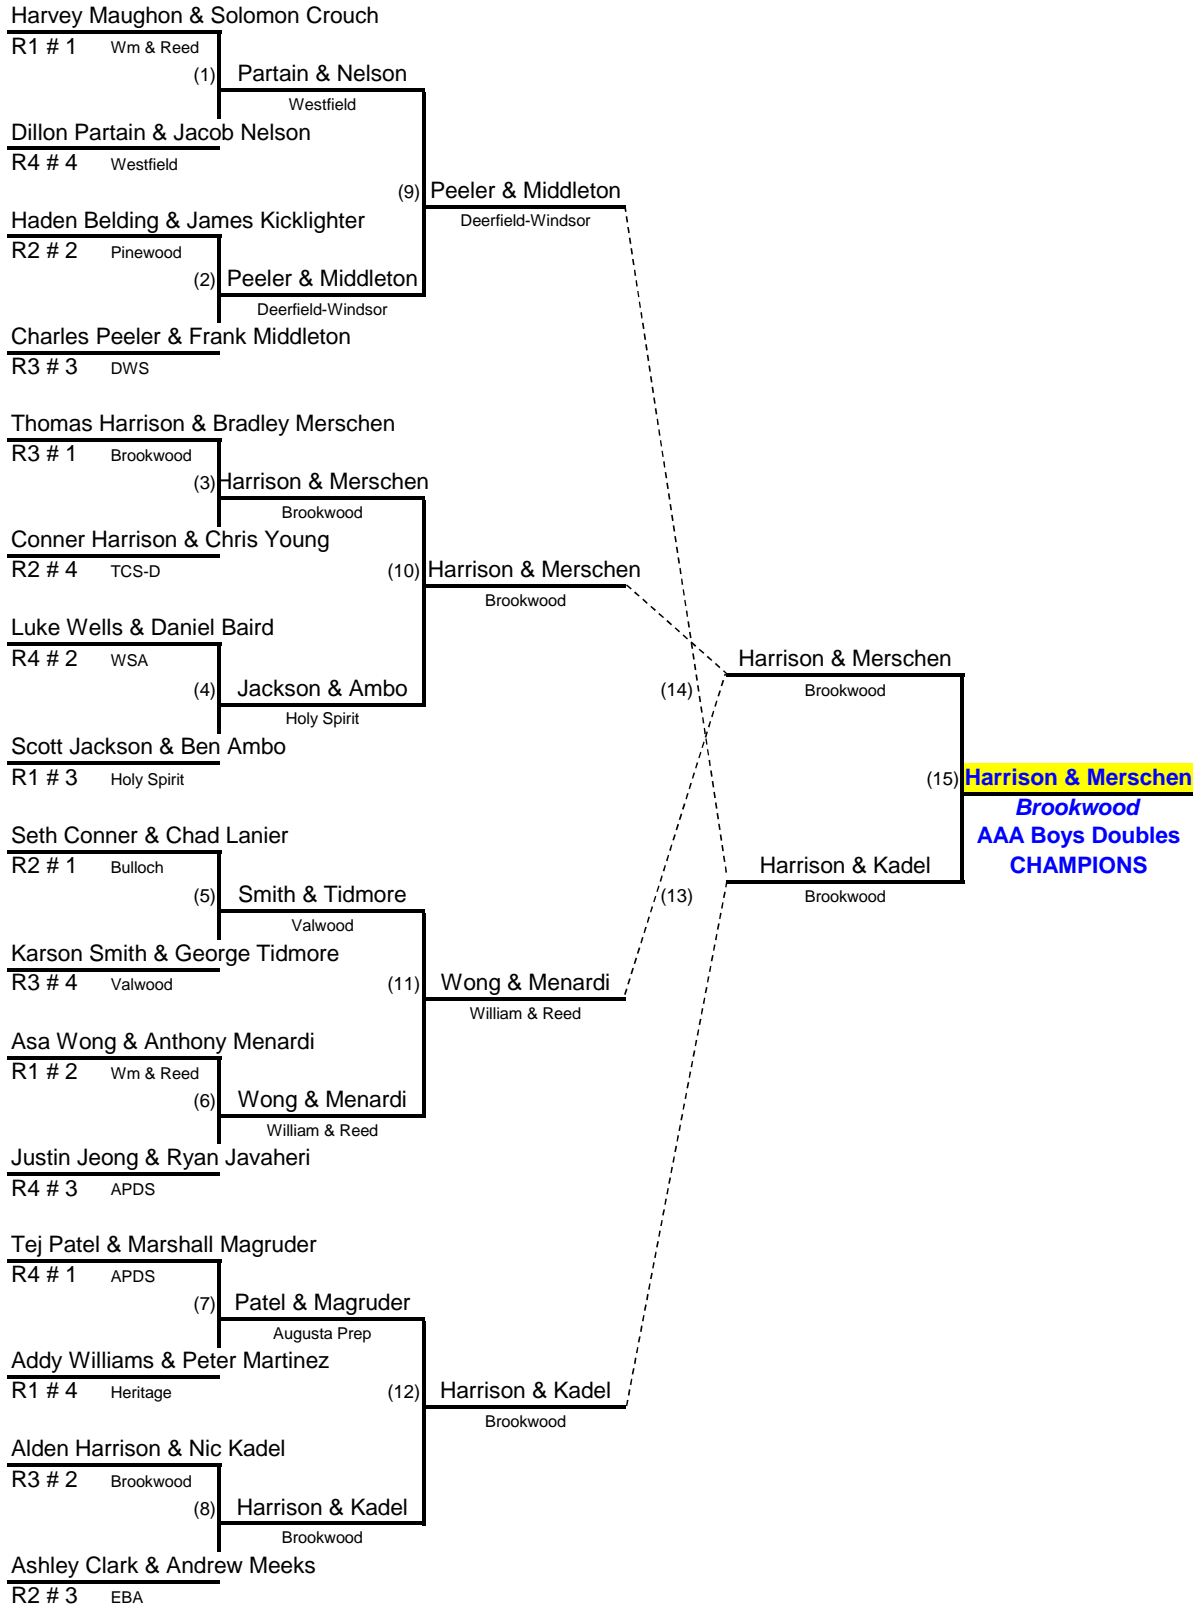 Harvey Maughon & Solomon Crouch
R1 # 1 Wm & Reed
(1) Partain & Nelson
Westfield
Dillon Partain & Jacob Nelson
R4 # 4 Westfield
(9) Peeler & Middleton
Deerfield-Windsor
Haden Belding & James Kicklighter
R2 # 2 Pinewood
(2) Peeler & Middleton
Deerfield-Windsor
Charles Peeler & Frank Middleton
R3 # 3 DWS
Thomas Harrison & Bradley Merschen
R3 # 1 Brookwood
(3) Harrison & Merschen
Brookwood
Conner Harrison & Chris Young
R2 # 4 TCS-D
(10) Harrison & Merschen
Brookwood
Luke Wells & Daniel Baird
R4 # 2 WSA
Harrison & Merschen
(4) Jackson & Ambo
(14) Brookwood
Holy Spirit
Scott Jackson & Ben Ambo
R1 # 3 Holy Spirit
(15) Harrison & Merschen
Brookwood
AAA Boys Doubles
CHAMPIONS
Seth Conner & Chad Lanier
R2 # 1 Bulloch
Harrison & Kadel
(5) Smith & Tidmore
(13) Brookwood
Valwood
Karson Smith & George Tidmore
R3 # 4 Valwood
(11) Wong & Menardi
William & Reed
Asa Wong & Anthony Menardi
R1 # 2 Wm & Reed
(6) Wong & Menardi
William & Reed
Justin Jeong & Ryan Javaheri
R4 # 3 APDS
Tej Patel & Marshall Magruder
R4 # 1 APDS
(7) Patel & Magruder
Augusta Prep
Addy Williams & Peter Martinez
R1 # 4 Heritage
(12) Harrison & Kadel
Brookwood
Alden Harrison & Nic Kadel
R3 # 2 Brookwood
(8) Harrison & Kadel
Brookwood
Ashley Clark & Andrew Meeks
R2 # 3 EBA